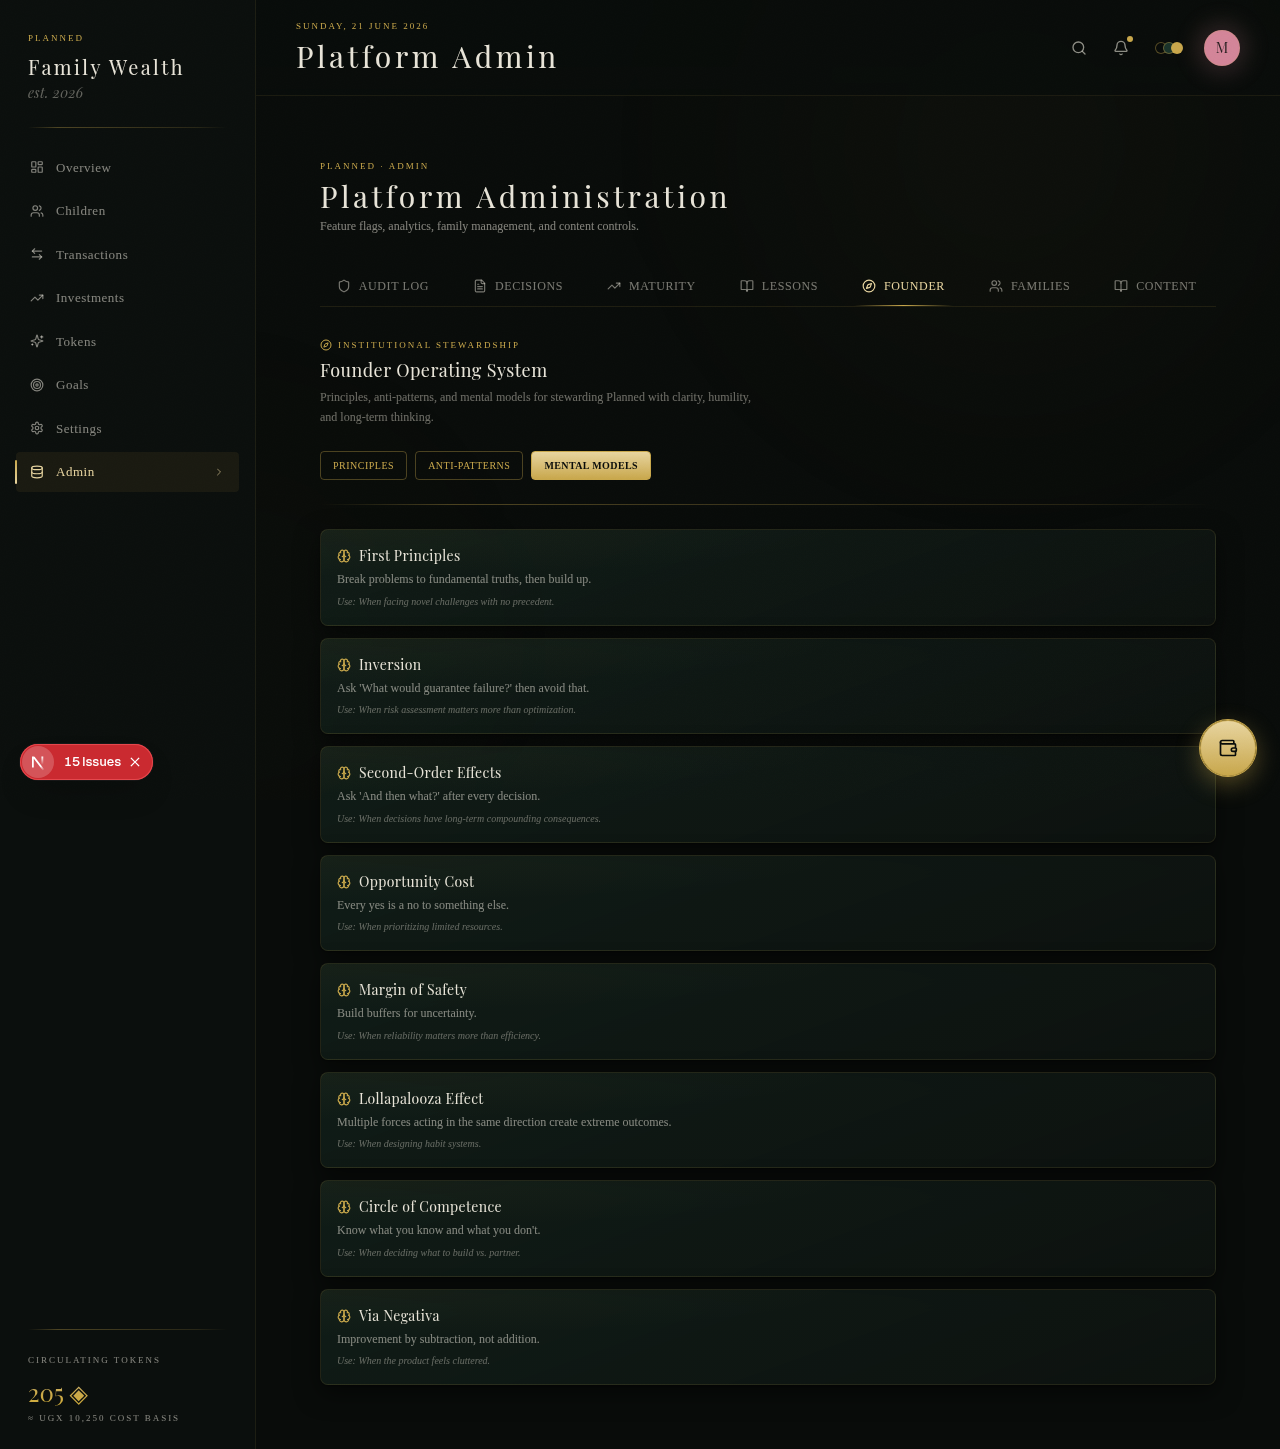 PLANNED
Family Wealth
est. 2026
Overview
Children
Transactions
Investments
Tokens
Goals
Settings
Admin
15 Issues
CIRCULATING TOKENS
205 ◈
≈ UGX 10,250 COST BASIS
SUNDAY, 21 JUNE 2026
Platform Admin
M
PLANNED · ADMIN
Platform Administration
Feature flags, analytics, family management, and content controls.
AUDIT LOG
DECISIONS
MATURITY
LESSONS
FOUNDER
FAMILIES
CONTENT
INSTITUTIONAL STEWARDSHIP
Founder Operating System
Principles, anti-patterns, and mental models for stewarding Planned with clarity, humility,
and long-term thinking.
PRINCIPLES
ANTI-PATTERNS
MENTAL MODELS
First Principles
Break problems to fundamental truths, then build up.
Use: When facing novel challenges with no precedent.
Inversion
Ask 'What would guarantee failure?' then avoid that.
Use: When risk assessment matters more than optimization.
Second-Order Effects
Ask 'And then what?' after every decision.
Use: When decisions have long-term compounding consequences.
Opportunity Cost
Every yes is a no to something else.
Use: When prioritizing limited resources.
Margin of Safety
Build buffers for uncertainty.
Use: When reliability matters more than efficiency.
Lollapalooza Effect
Multiple forces acting in the same direction create extreme outcomes.
Use: When designing habit systems.
Circle of Competence
Know what you know and what you don't.
Use: When deciding what to build vs. partner.
Via Negativa
Improvement by subtraction, not addition.
Use: When the product feels cluttered.